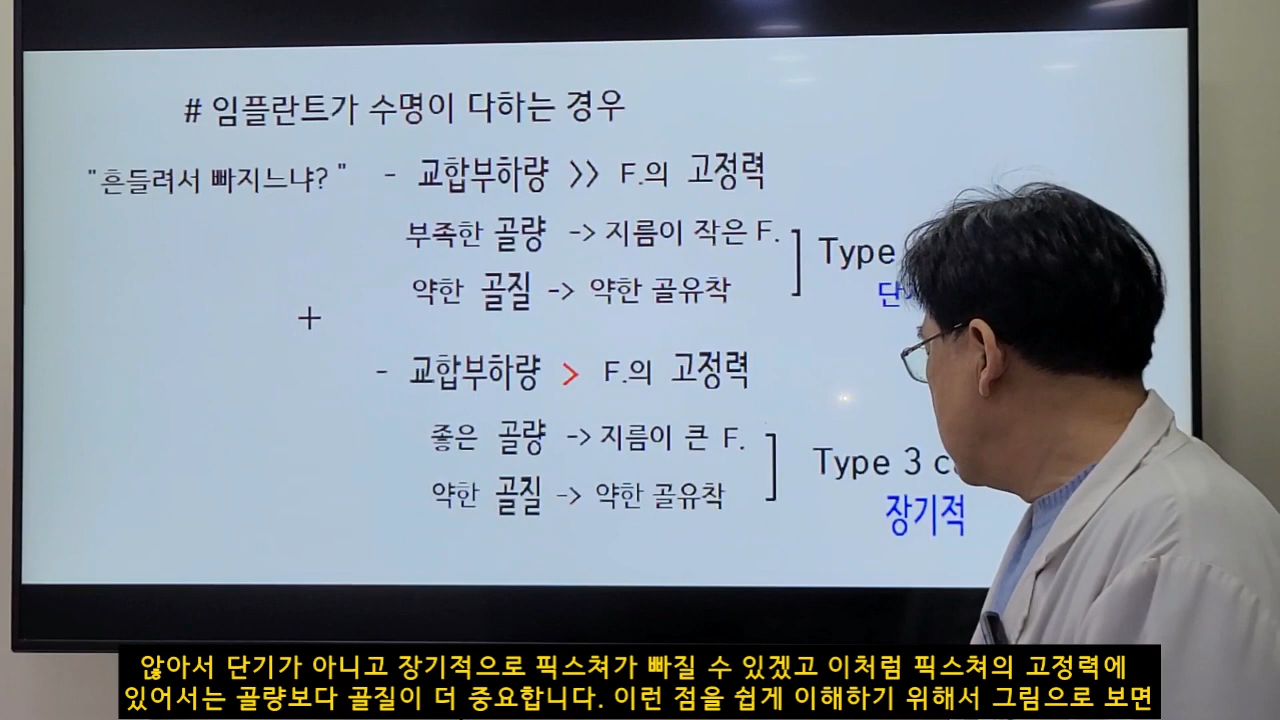 # 임플란트가 수명이 다하는 경우
"흔들려서 빠지느냐?" - 교합부하량 >> F.의 고정력
부족한 골량 -> 지름이 작은 F.
약한 골질 -> 약한 골유착
Type
+
- 교합부하량 > F.의 고정력
좋은 골량 -> 지름이 큰 F.
약한 골질 -> 약한 골유착
Type 3
장기적
않아서 단기가 아니고 장기적으로 픽스쳐가 빠질 수 있겠고 이처럼 픽스쳐의 고정력에
있어서는 골량보다 골질이 더 중요합니다. 이런 점을 쉽게 이해하기 위해서 그림으로 보면